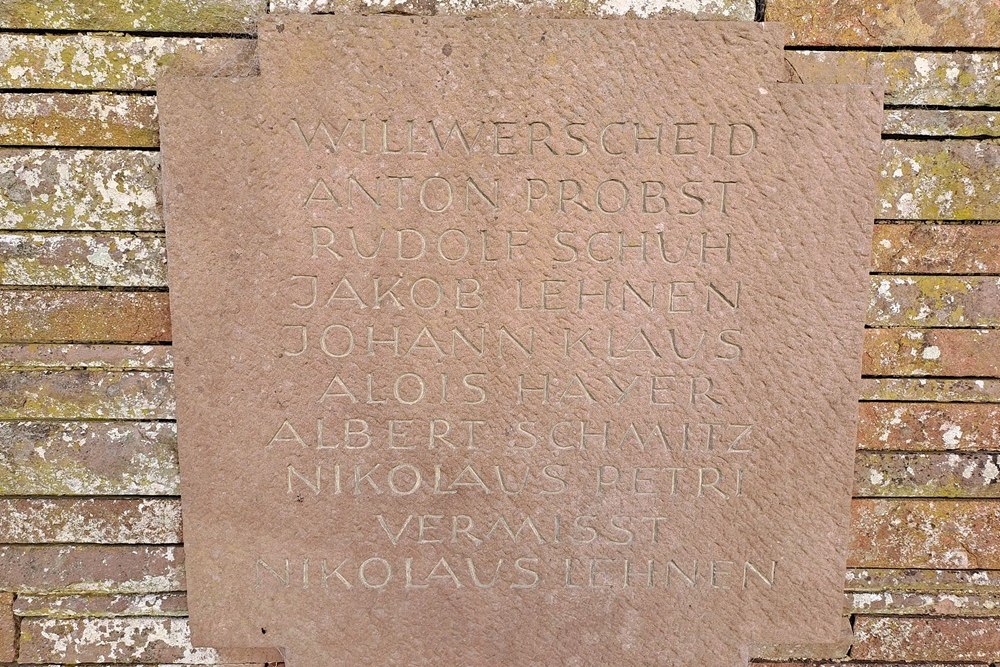 WILLWERSCHEID
ANTON PROBST
RUDOLF SCHUH
JAKOB LEHNEN
JOHANN KLAUS
ALOIS HAYER
ALBERT SCHMITZ
NIKOLAUS PETRI
VERMISST
NIKOLAUS LEHNEN